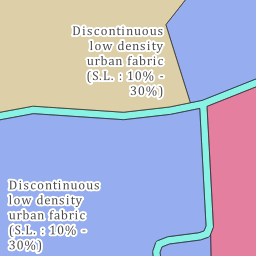 Discontinuous
low density
urban fabric
(S.L. : 10% -
30%)
Discontinuous
low density
urban fabric
(S.L. : 10% -
30%)